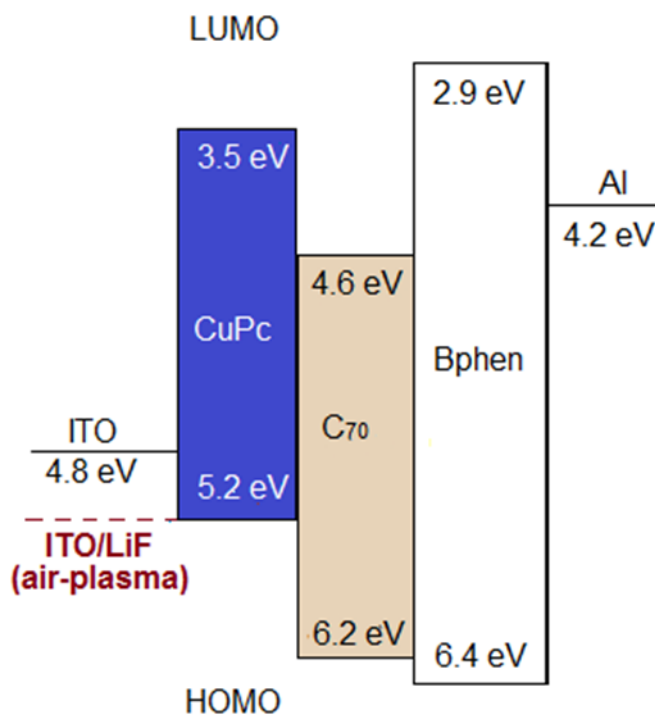 LUMO
2.9 eV
3.5 eV
Al
4.2 eV
4.6 eV
CuPc
Bphen
C₇₀
ITO
4.8 eV
5.2 eV
ITO/LiF
(air-plasma)
6.2 eV
6.4 eV
HOMO